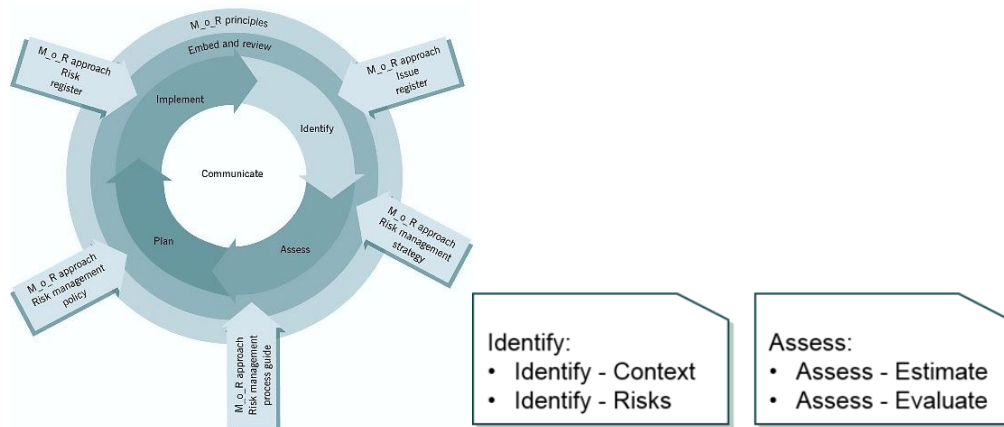 M_o_R principles
Embed and review
M_o_R approach
Risk
register
M_o_R approach
Issue
register
Implement
Identify
Communicate
Plan
Assess
M_o_R approach
Risk management
strategy
M_o_R approach
Risk management
policy
M_o_R approach
Risk management
process guide
Identify:
• Identify - Context
• Identify - Risks
Assess:
• Assess - Estimate
• Assess - Evaluate